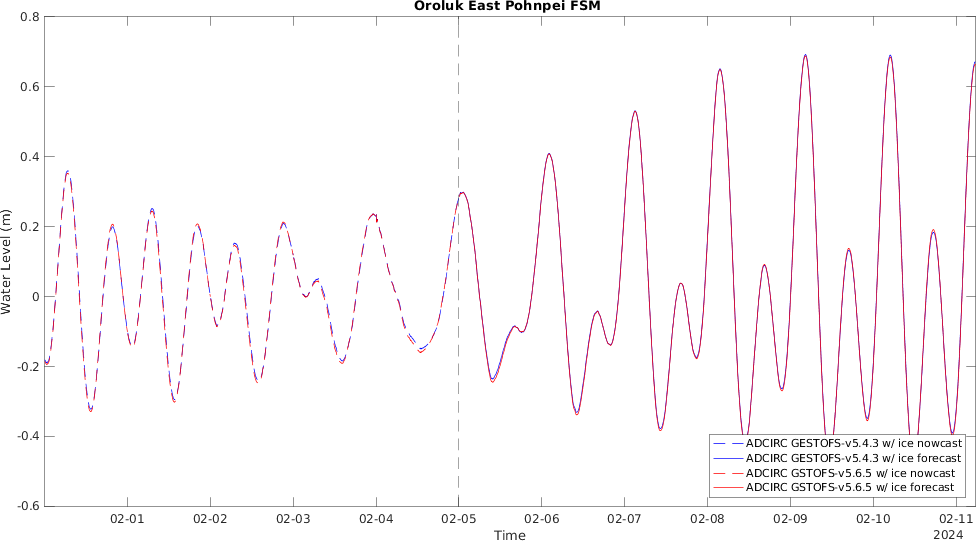 Oroluk East Pohnpei FSM
0.8
0.6
0.4
0.2
0
-0.2
-0.4
-0.6
Water Level (m)
ADCIRC GESTOFS-v5.4.3 w/ ice nowcast
ADCIRC GESTOFS-v5.4.3 w/ ice forecast
ADCIRC GSTOFS-v5.6.5 w/ ice nowcast
ADCIRC GSTOFS-v5.6.5 w/ ice forecast
02-01 02-02 02-03 02-04 02-05 02-06 02-07 02-08 02-09 02-10 02-11
2024
Time